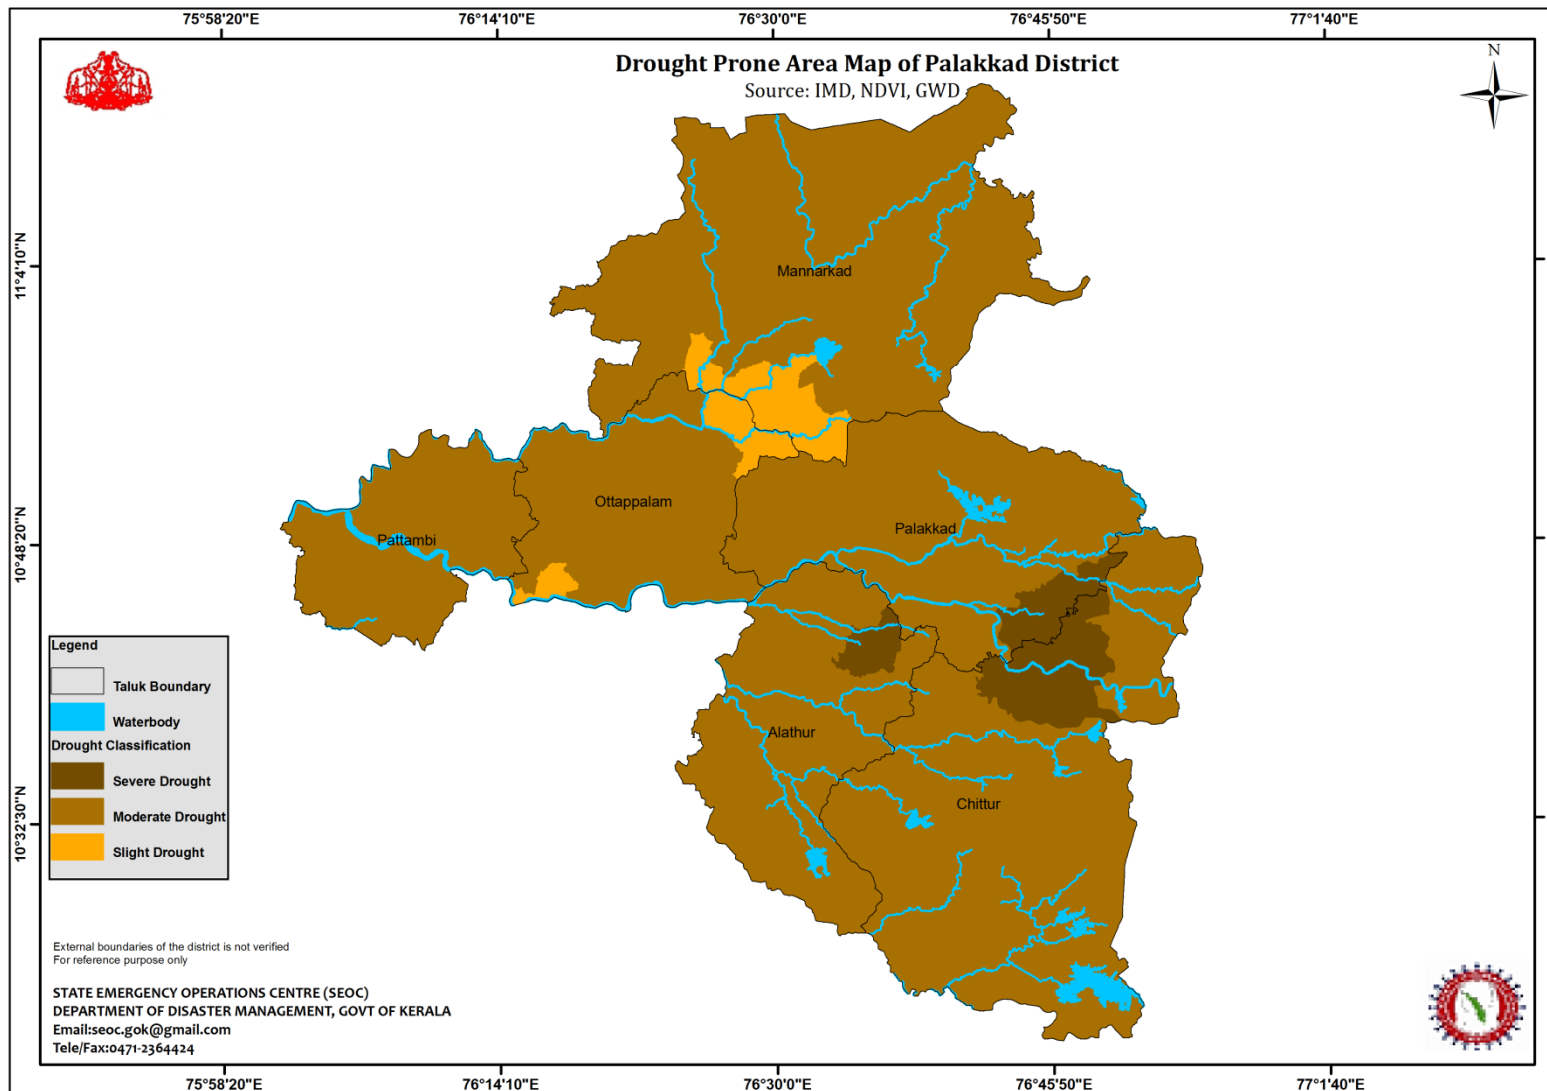 75°58'20"E 76°14'10"E 76°30'0"E 76°45'50"E 77°1'40"E
Drought Prone Area Map of Palakkad District
Source: IMD, NDVI, GWD
N
11°4'10"N
Mannarkad
Ottappalam
Palakkad
Pattambi
10°48'20"N
Alathur
Chittur
10°32'30"N
Legend
Taluk Boundary
Waterbody
Drought Classification
Severe Drought
Moderate Drought
Slight Drought
External boundaries of the district is not verified
For reference purpose only
STATE EMERGENCY OPERATIONS CENTRE (SEOC)
DEPARTMENT OF DISASTER MANAGEMENT, GOVT OF KERALA
Email:seoc.gok@gmail.com
Tele/Fax:0471-2364424
75°58'20"E 76°14'10"E 76°30'0"E 76°45'50"E 77°1'40"E